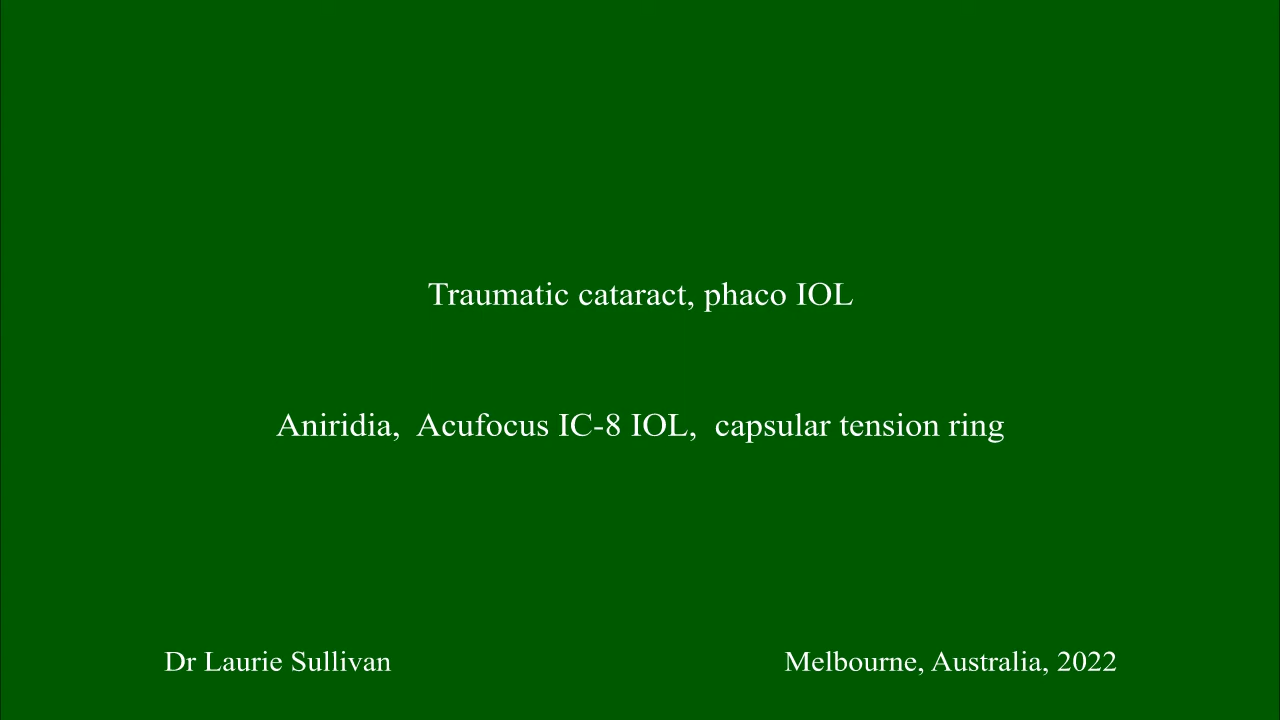 Traumatic cataract, phaco IOL
Aniridia, Acufocus IC-8 IOL, capsular tension ring
Dr Laurie Sullivan
Melbourne, Australia, 2022